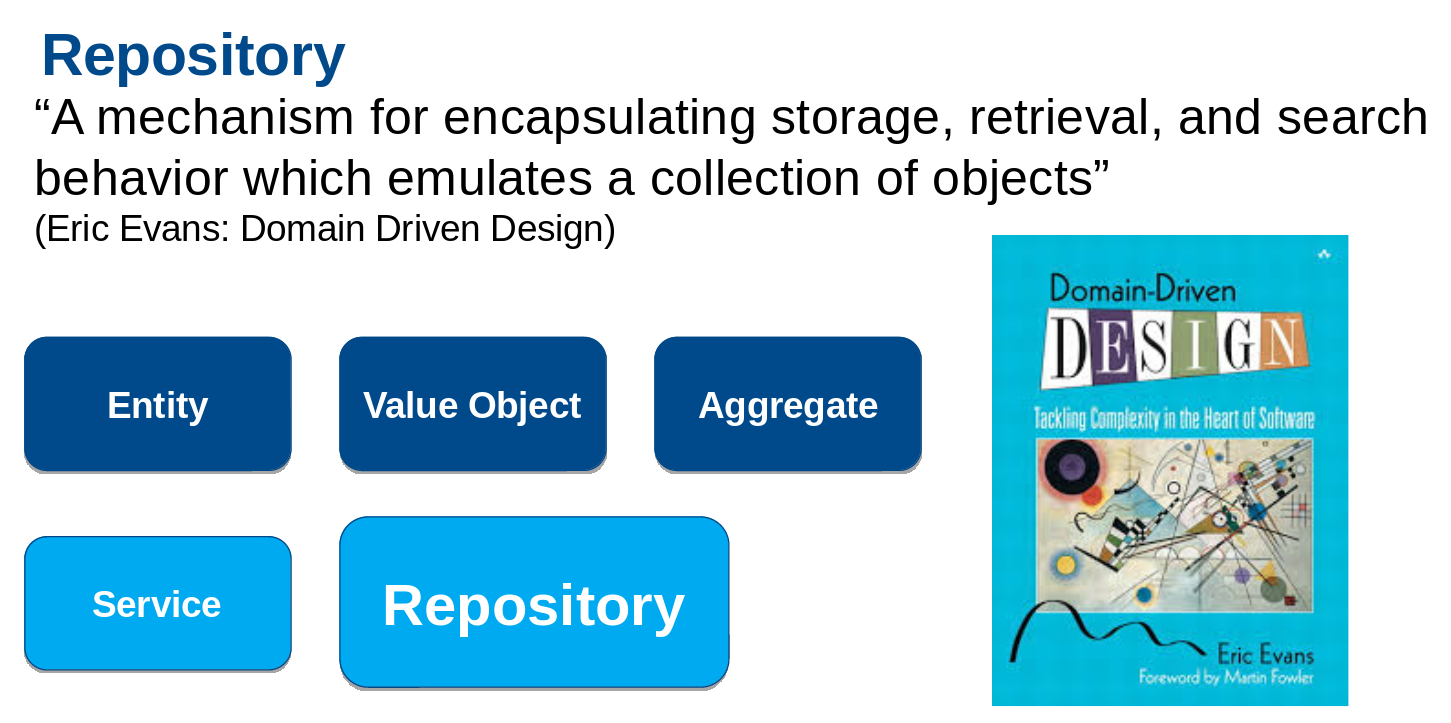 Repository
“A mechanism for encapsulating storage, retrieval, and search
behavior which emulates a collection of objects”
(Eric Evans: Domain Driven Design)
Entity
Value Object
Aggregate
Service
Repository
Domain-Driven
DESIGN
Tackling Complexity in the Heart of Software
Eric Evans
Foreword by Martin Fowler